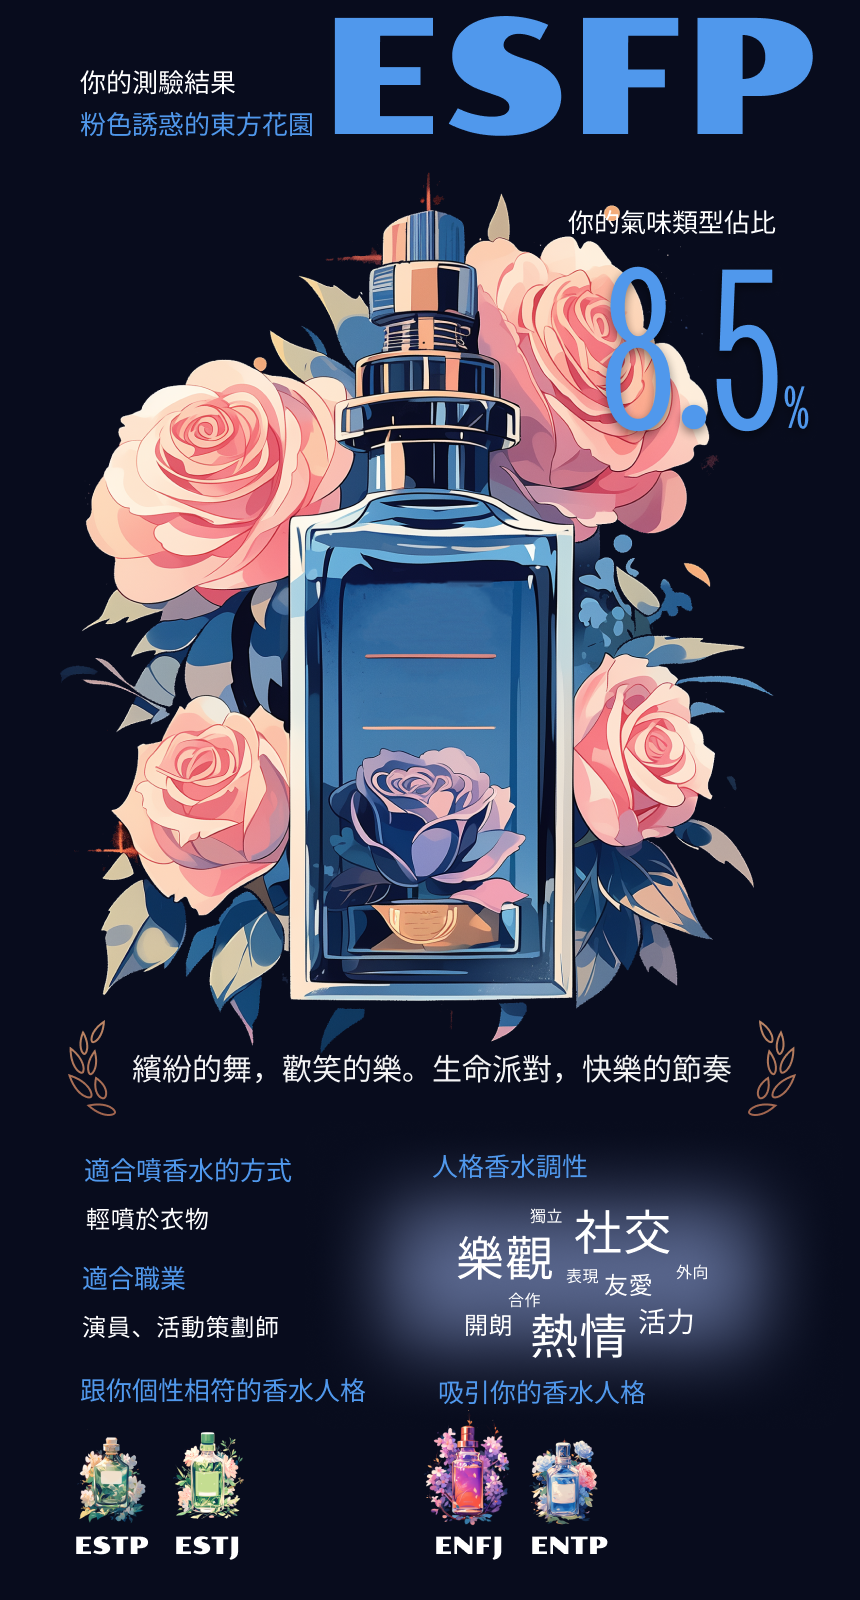 ESFP
你的測驗結果
粉色誘惑的東方花園
你的氣味類型佔比
8.5%
繽紛的舞，歡笑的樂。生命派對，快樂的節奏
適合噴香水的方式
輕噴於衣物
適合職業
演員、活動策劃師
人格香水調性
獨立 社交
樂觀 表現 友愛 外向
合作
開朗 熱情 活力
跟你個性相符的香水人格
ESTP ESTJ
吸引你的香水人格
ENFJ ENTP